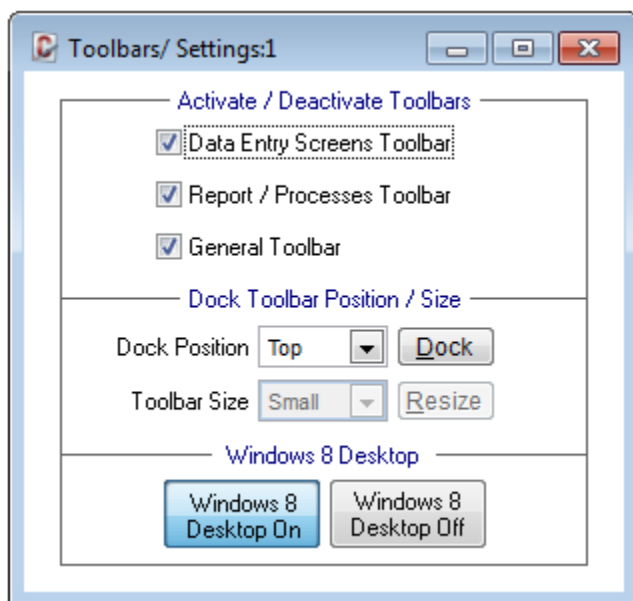 Toolbars/ Settings:1
Activate / Deactivate Toolbars
Data Entry Screens Toolbar
Report / Processes Toolbar
General Toolbar
Dock Toolbar Position / Size
Dock Position Top Dock
Toolbar Size Small Resize
Windows 8 Desktop
Windows 8 Windows 8
Desktop On Desktop Off